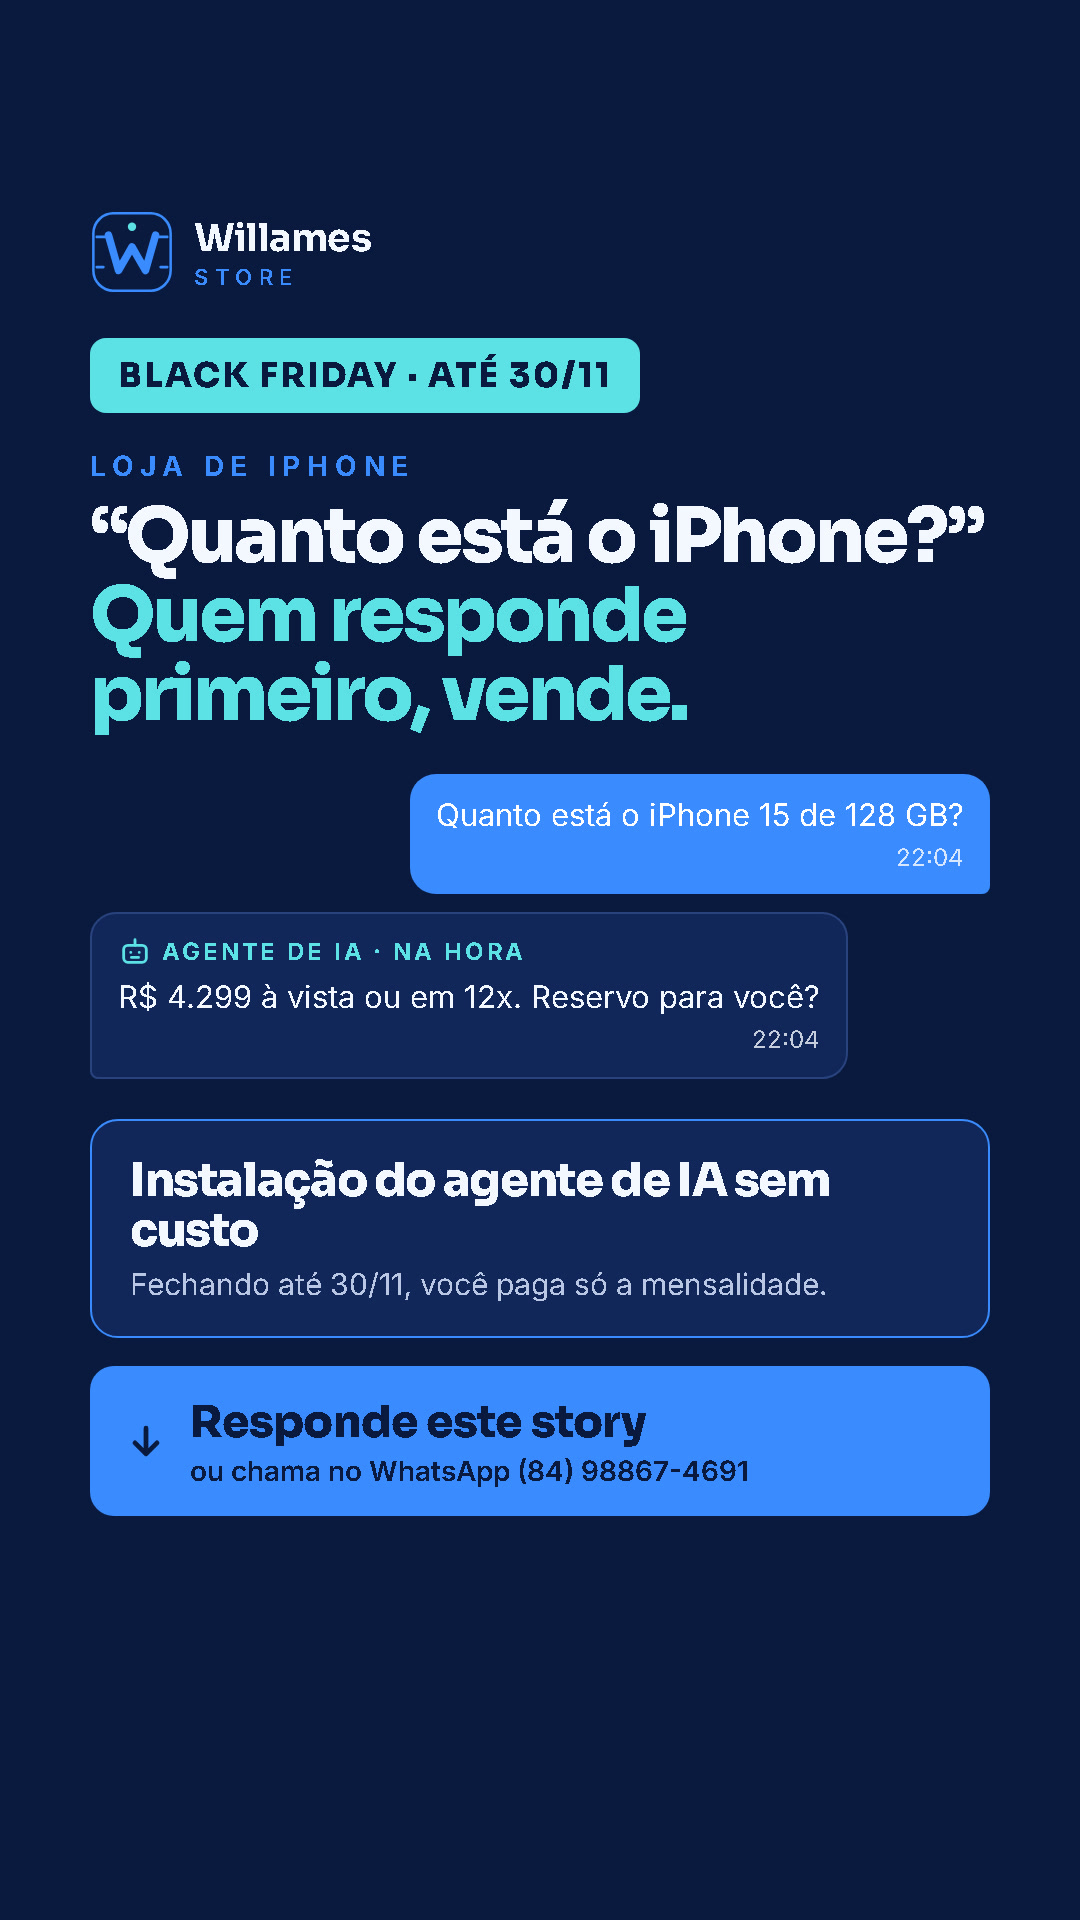 Willames
STORE
BLACK FRIDAY · ATÉ 30/11
LOJA DE IPHONE
“Quanto está o iPhone?”
Quem responde
primeiro, vende.
Quanto está o iPhone 15 de 128 GB?
22:04
AGENTE DE IA · NA HORA
R$ 4.299 à vista ou em 12x. Reservo para você?
22:04
Instalação do agente de IA sem
custo
Fechando até 30/11, você paga só a mensalidade.
Responde este story
ou chama no WhatsApp (84) 98867-4691